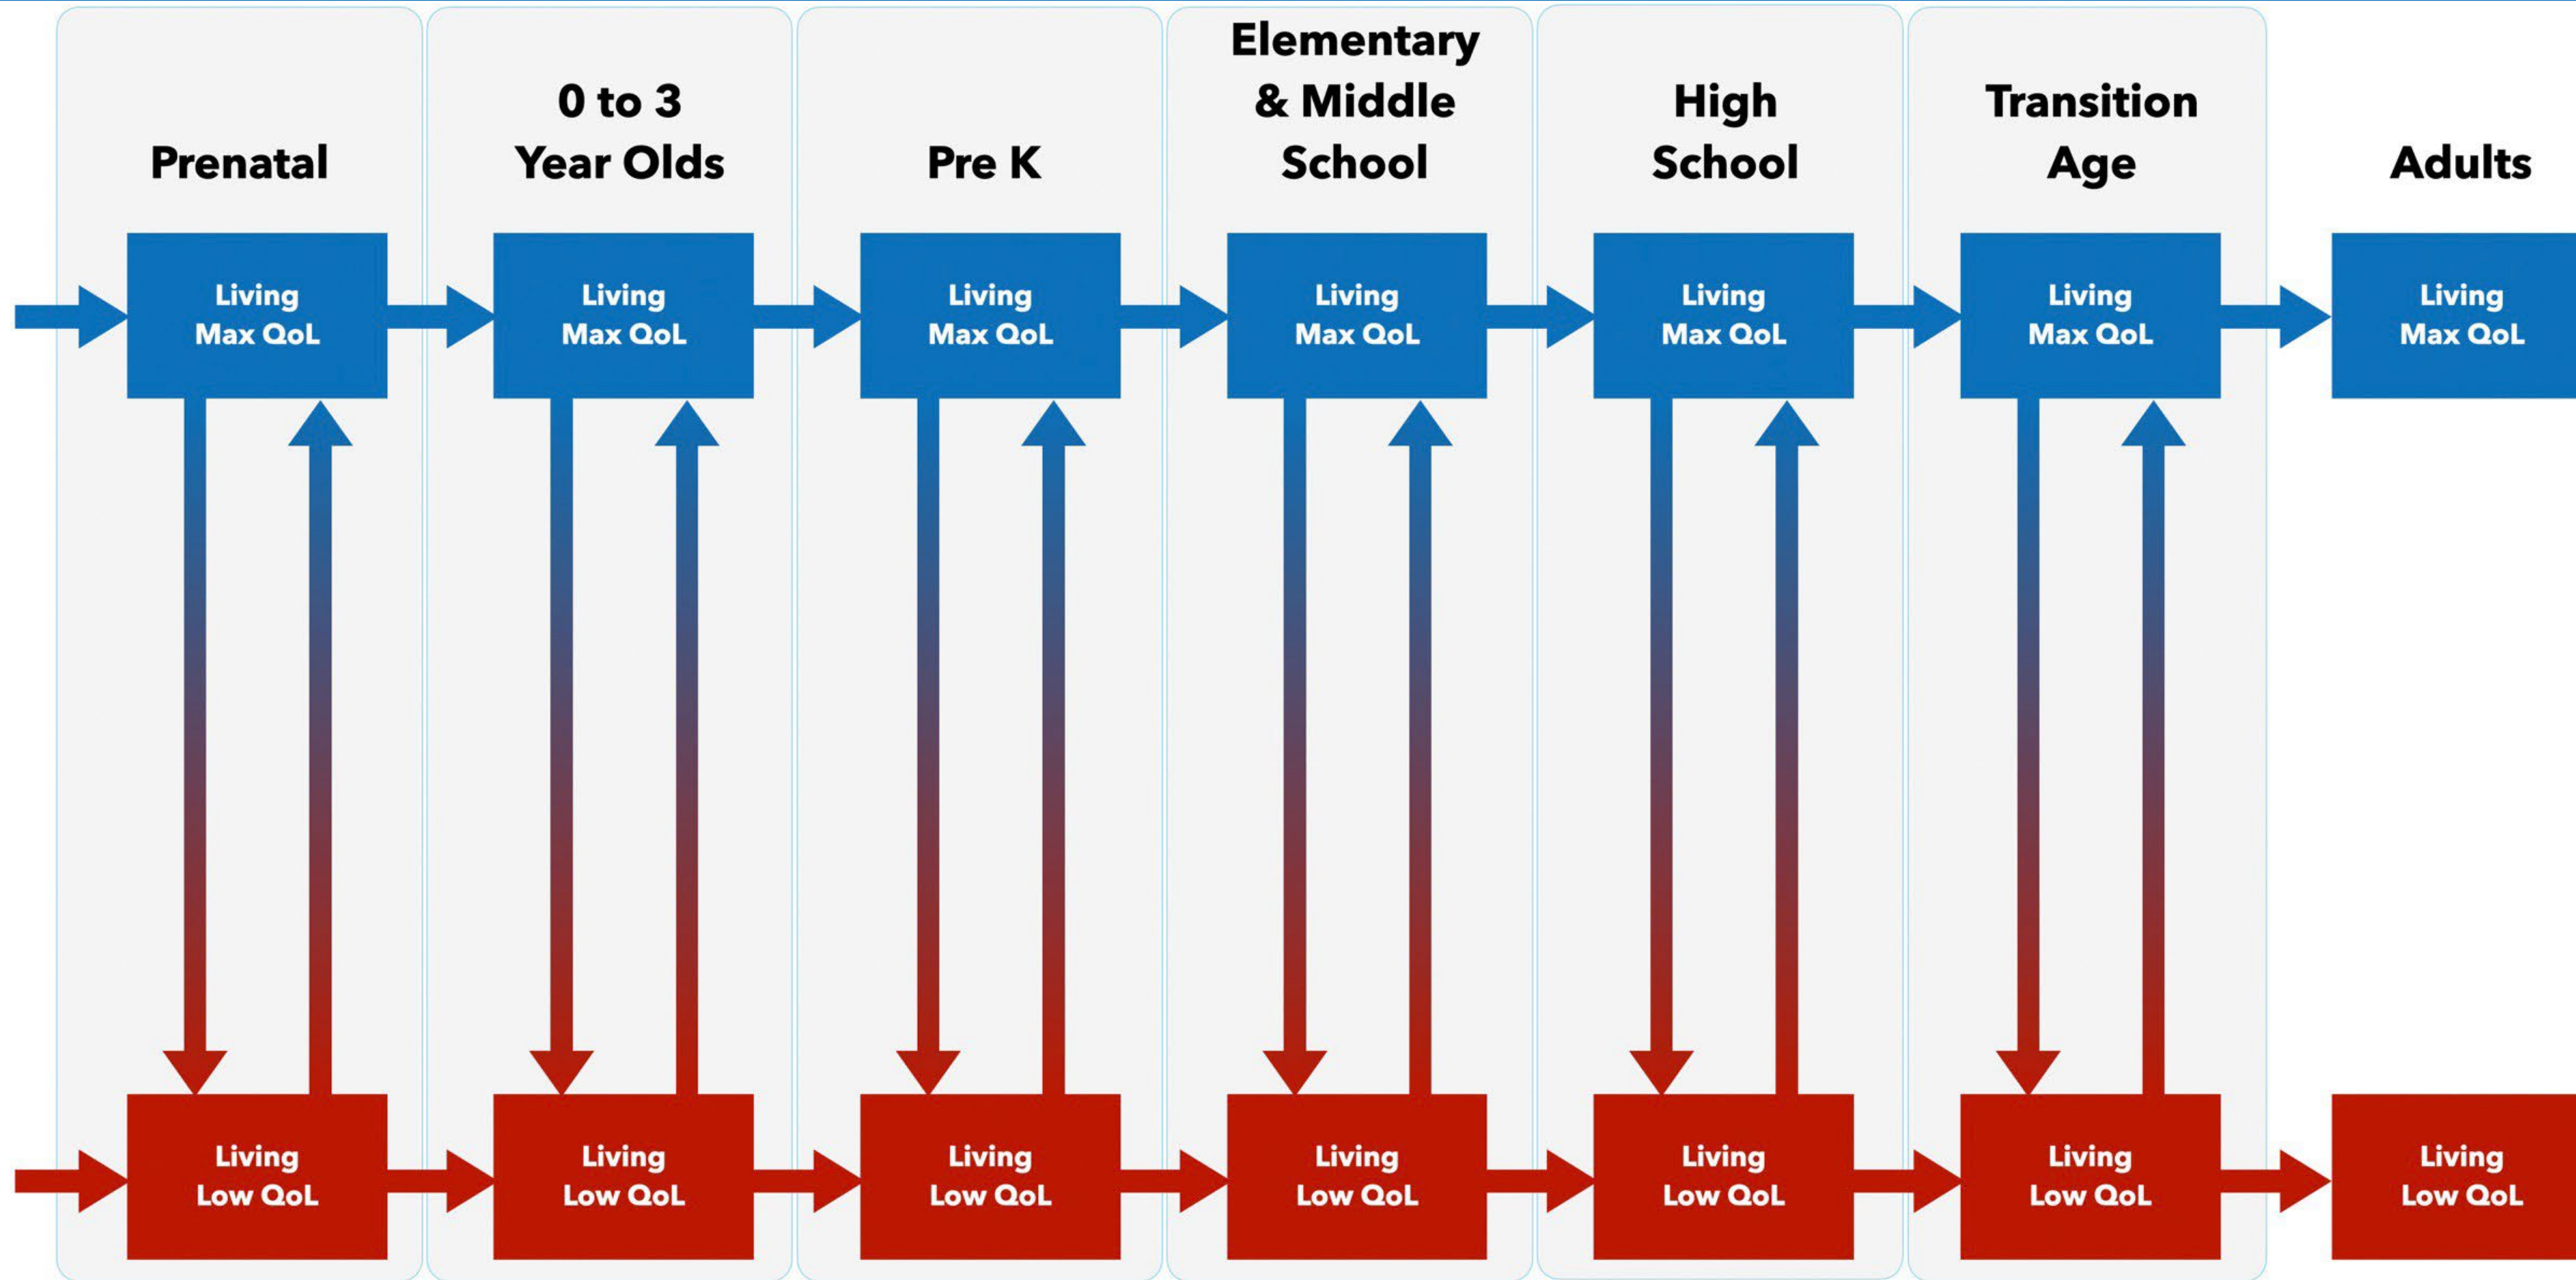 Prenatal
0 to 3
Year Olds
Pre K
Elementary
& Middle
School
High
School
Transition
Age
Adults
Living
Max QoL
Living
Max QoL
Living
Max QoL
Living
Max QoL
Living
Max QoL
Living
Max QoL
Living
Max QoL
Living
Low QoL
Living
Low QoL
Living
Low QoL
Living
Low QoL
Living
Low QoL
Living
Low QoL
Living
Low QoL